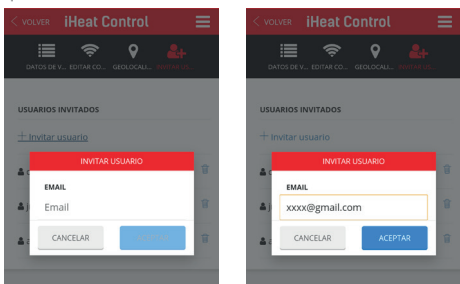 < VOLVER iHeat Control
DATOS DE V... EDITAR CO... GEOLOCALI...
USUARIOS INVITADOS
+ Invitar usuario
INVITAR USUARIO
EMAIL
Email
CANCELAR
< VOLVER iHeat Control
DATOS DE V... EDITAR CO... GEOLOCALI...
USUARIOS INVITADOS
+ Invitar usuario
INVITAR USUARIO
EMAIL
xxxx@gmail.com
CANCELAR ACEPTAR